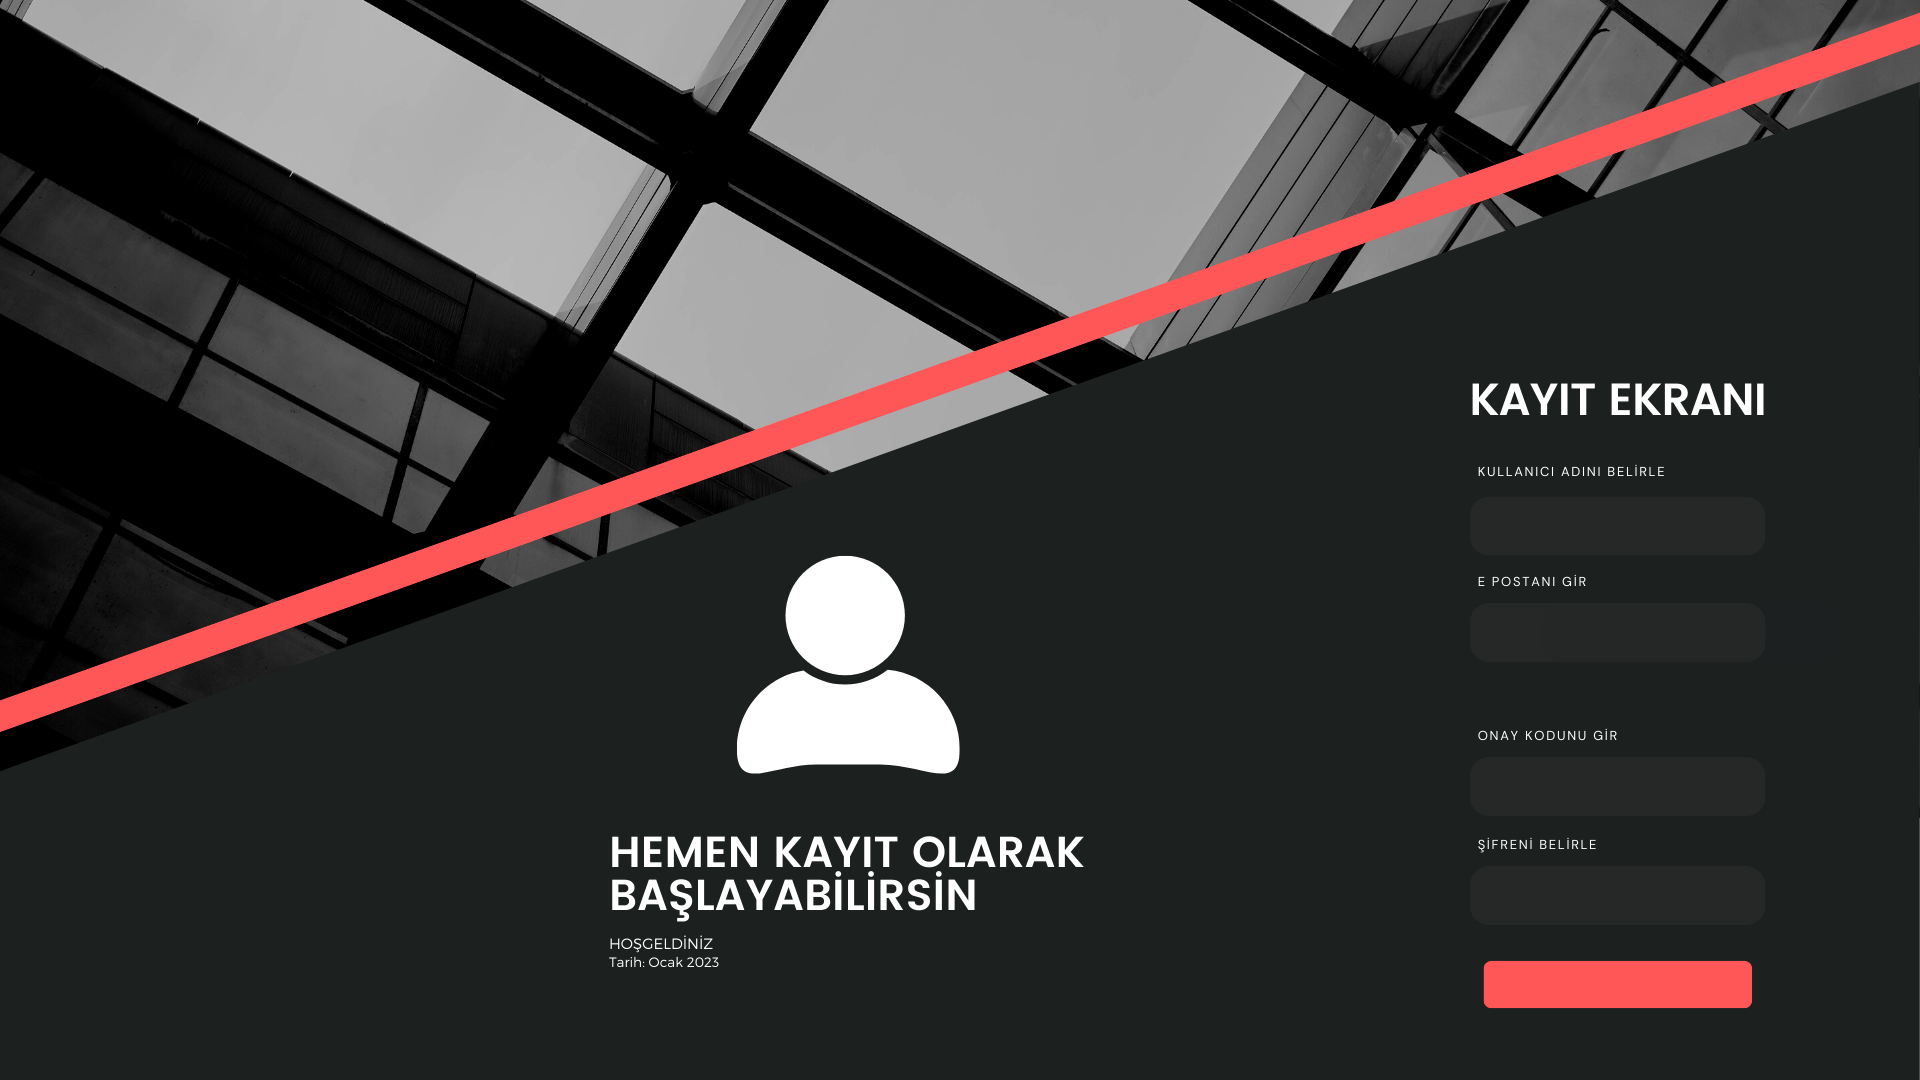 KAYIT EKRANI
KULLANICI ADINI BELİRLE
E POSTANI GİR
ONAY KODUNU GİR
ŞİFRENİ BELİRLE
HEMEN KAYIT OLARAK
BAŞLAYABİLİRSİN
HOŞGELDİNİZ
Tarih: Ocak 2023